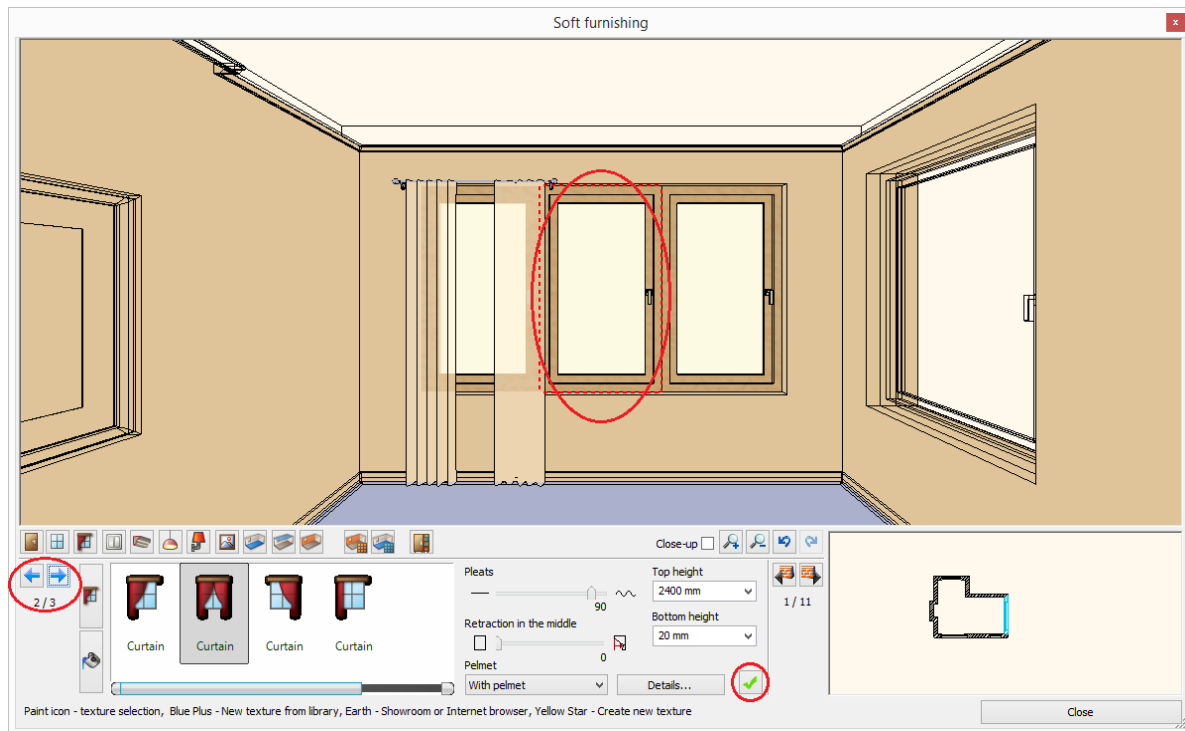 Soft furnishing
x
Close-up
2 / 3
Curtain
Curtain
Curtain
Curtain
Pleats
90
Retraction in the middle
0
Pelmet
With pelmet
Details...
Top height
2400 mm
Bottom height
20 mm
1 / 11
Paint icon - texture selection, Blue Plus - New texture from library, Earth - Showroom or Internet browser, Yellow Star - Create new texture
Close